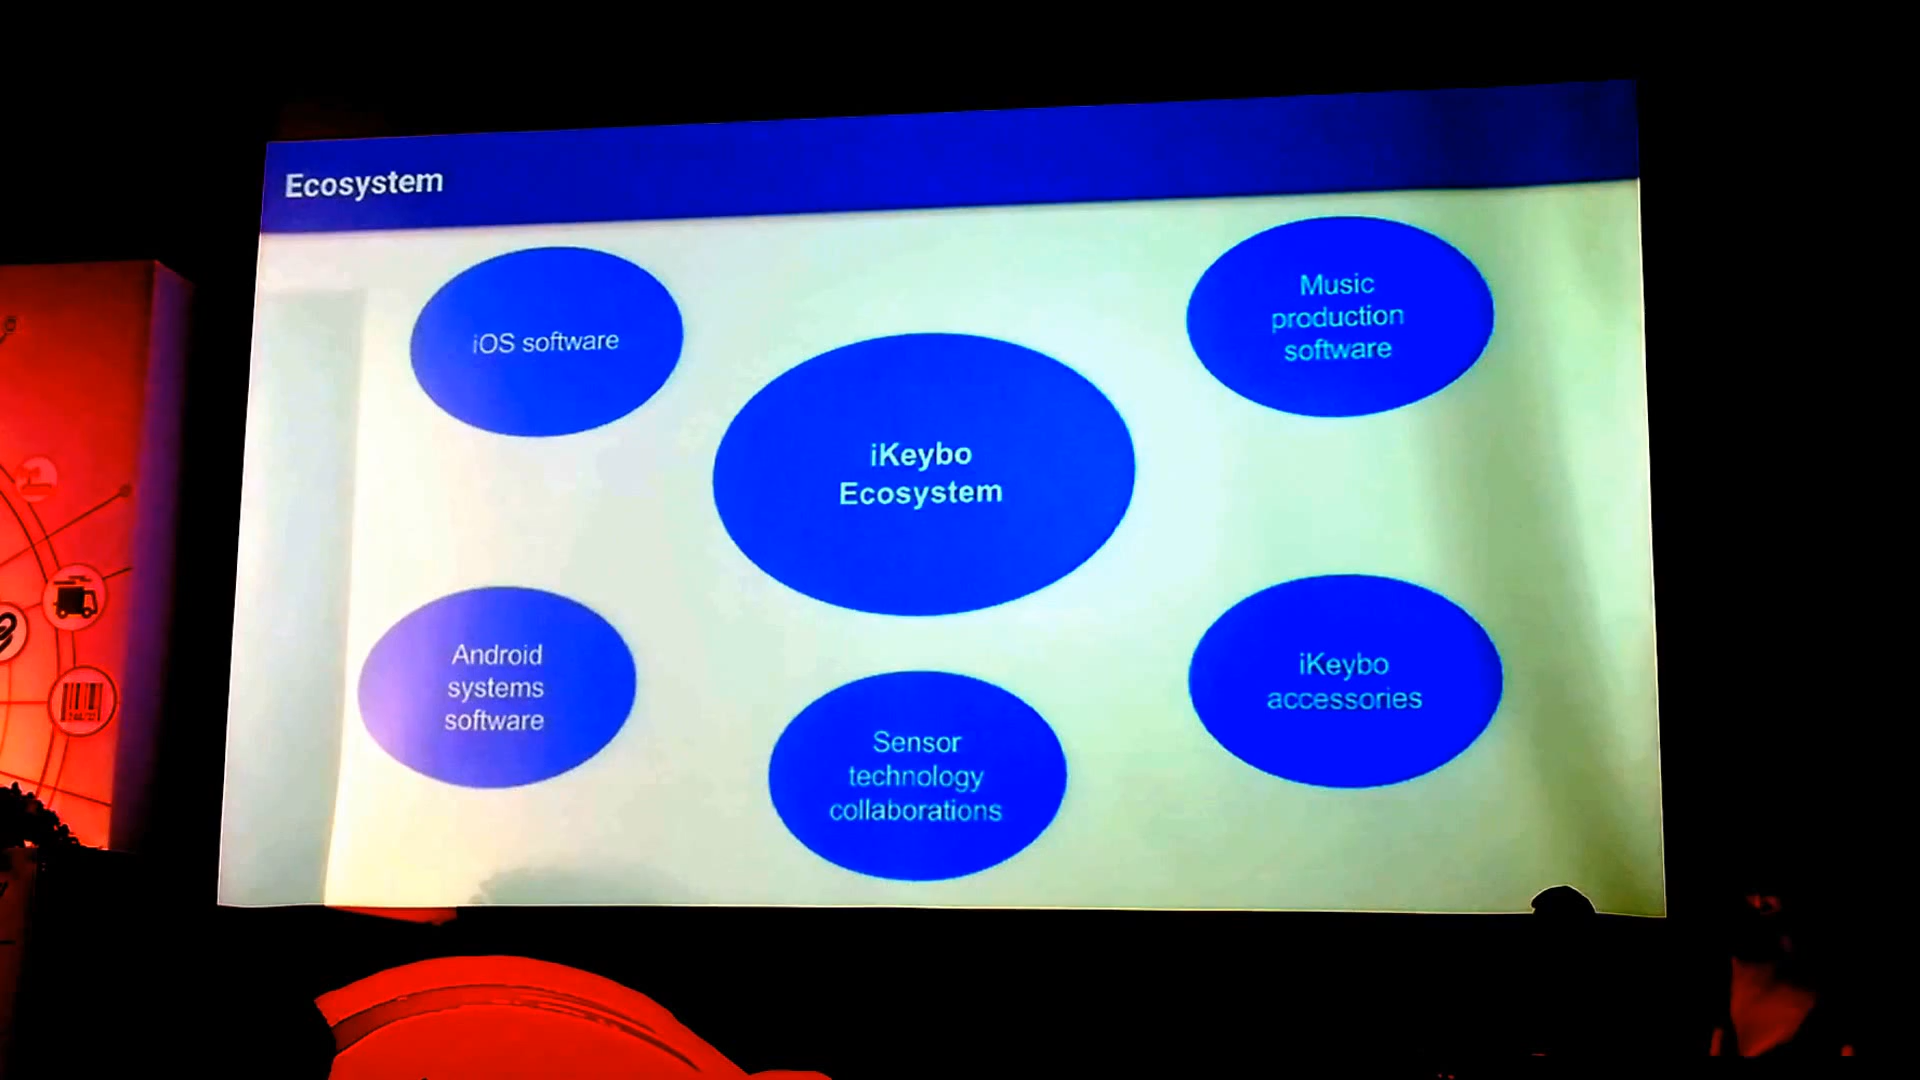 Ecosystem
iOS software
Music
production
software
iKeybo
Ecosystem
Android
systems
software
Sensor
technology
collaborations
iKeybo
accessories